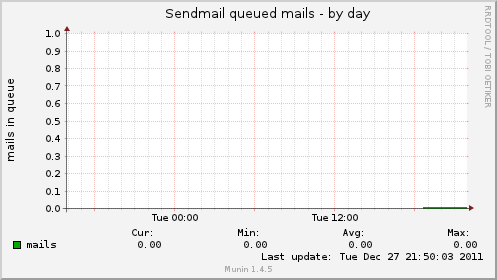 Sendmail queued mails - by day
RRDTOOL / TOBI OETIKER
mails in queue
1.0
0.9
0.8
0.7
0.6
0.5
0.4
0.3
0.2
0.1
0.0
Tue 00:00 Tue 12:00
Cur: Min: Avg: Max:
mails 0.00 0.00 0.00 0.00
Last update: Tue Dec 27 21:50:03 2011
Munin 1.4.5